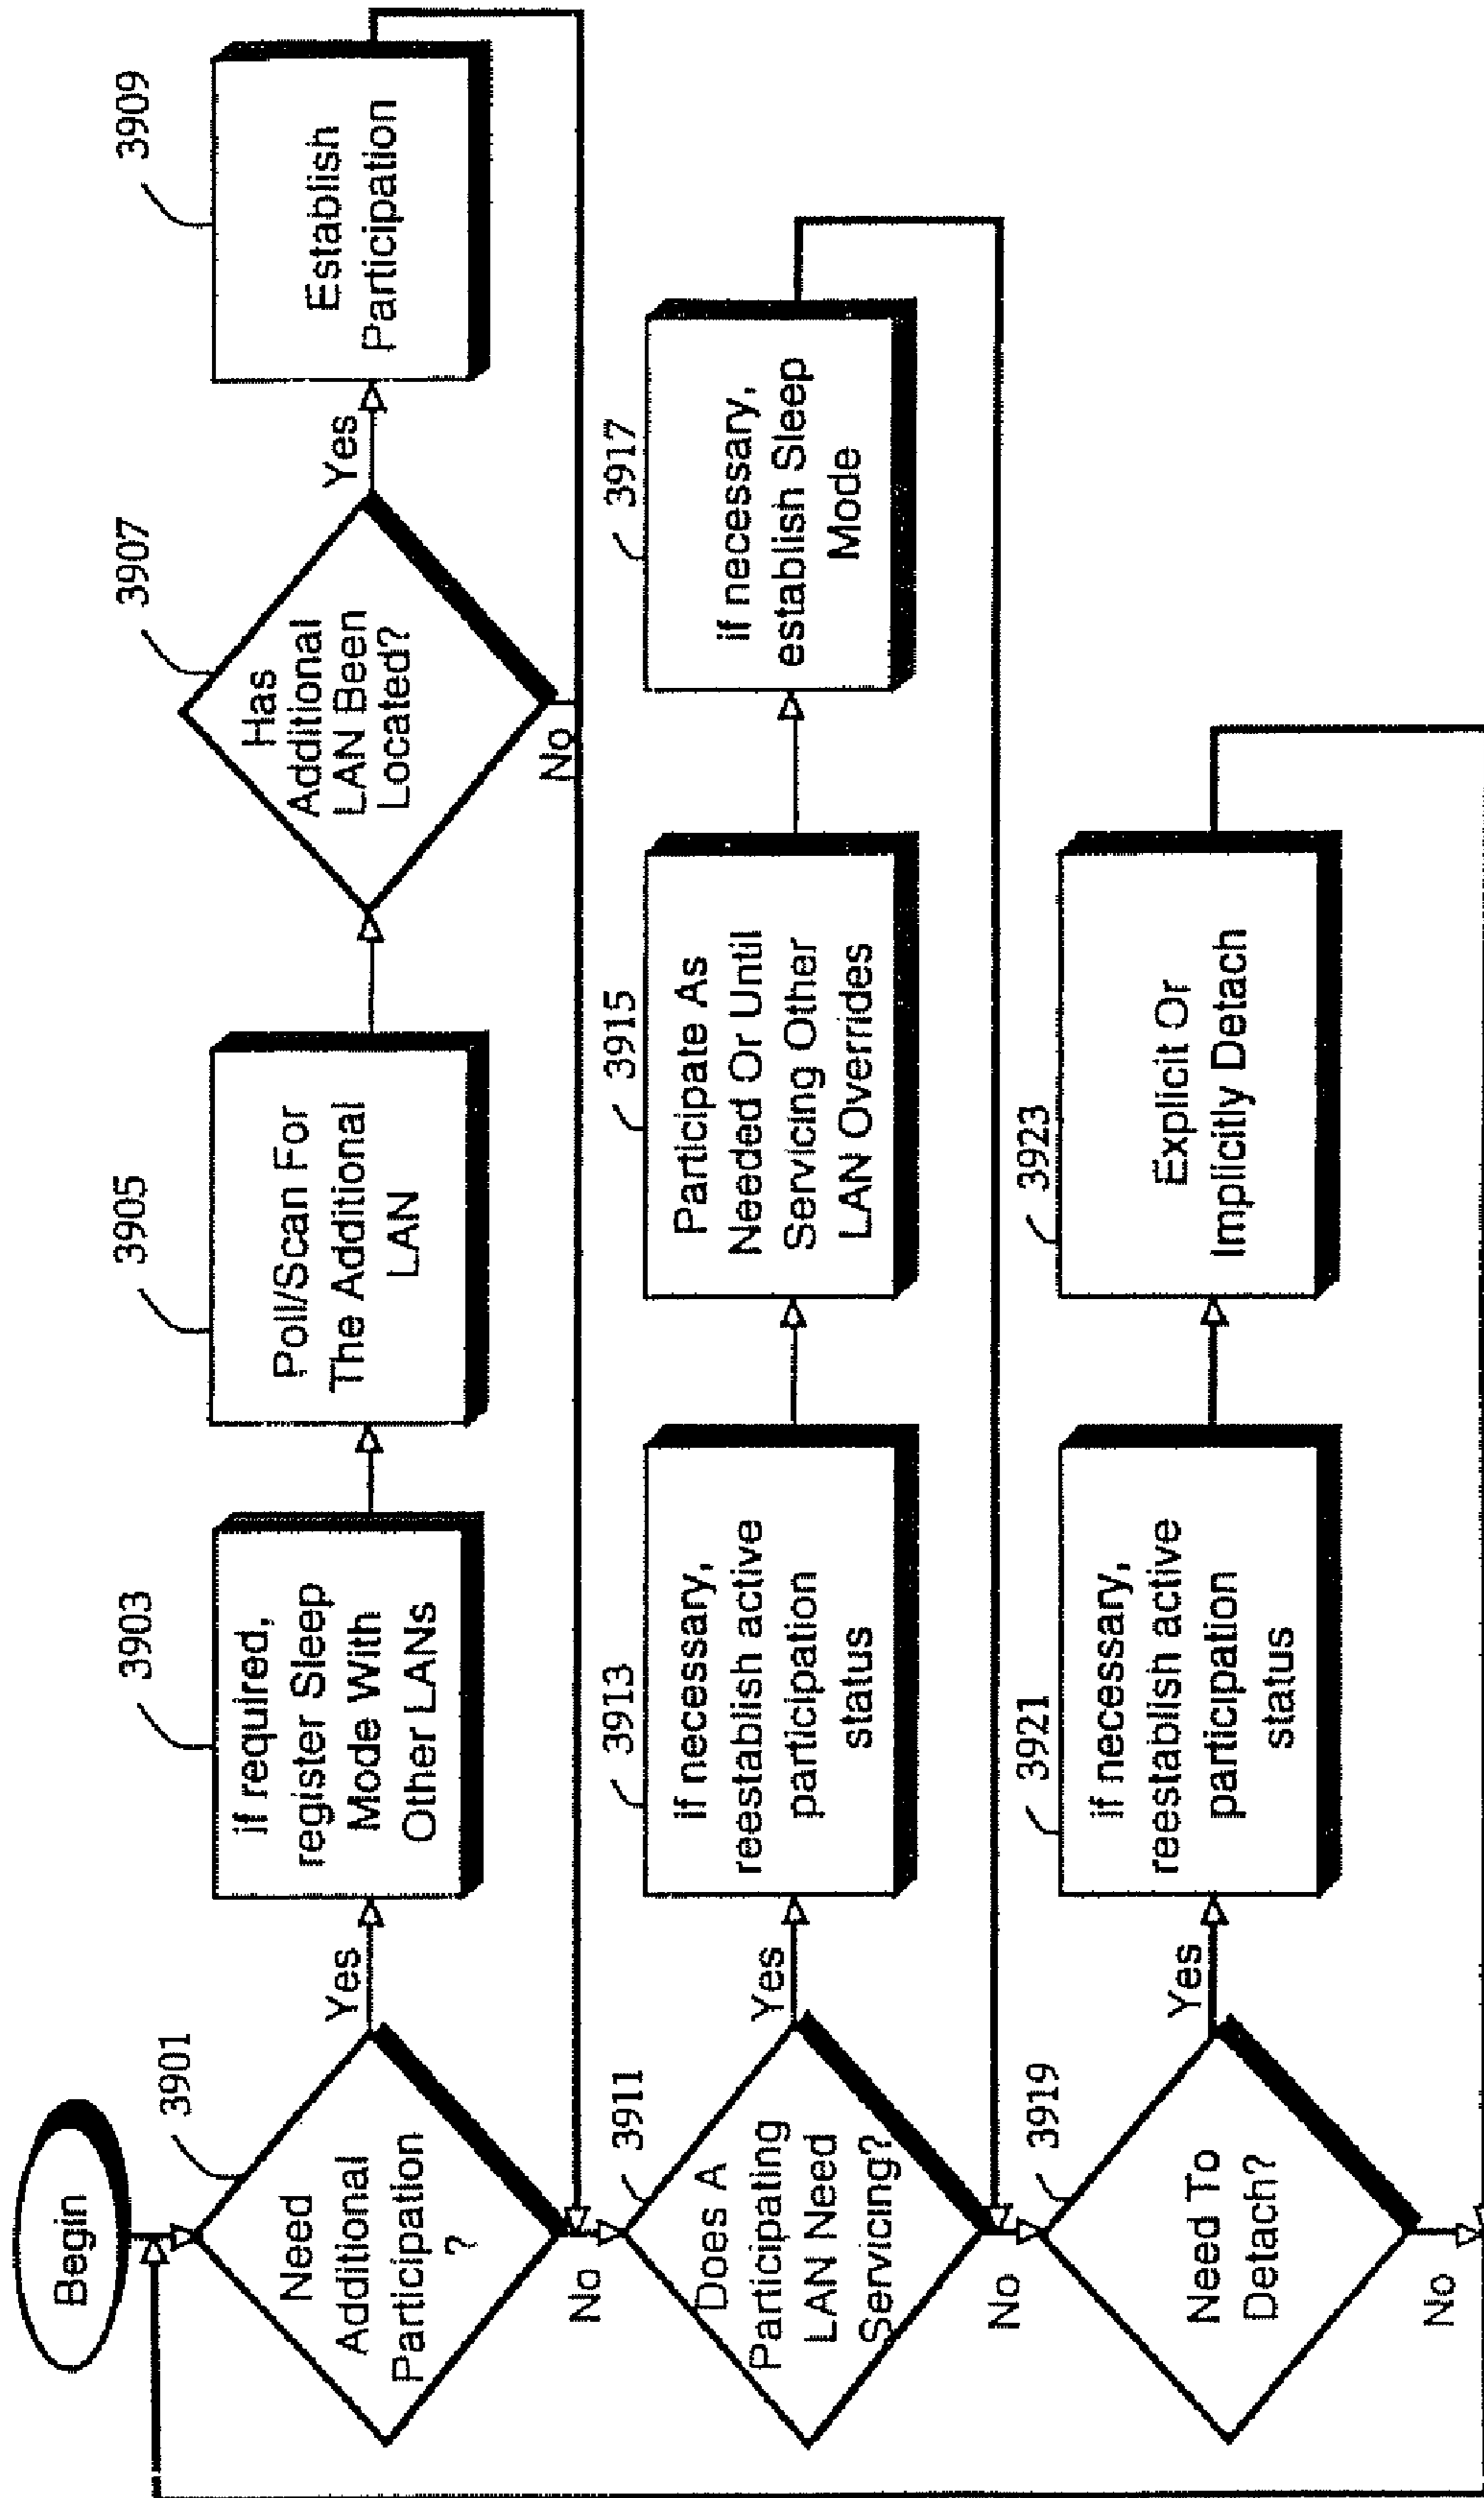 Begin
3901
Need
Additional
Participation
?
Yes
No
3903
if required,
register Sleep
Mode With
Other LANs
3905
Poll/Scan For
The Additional
LAN
3907
Has
Additional
LAN Been
Located?
Yes
No
3909
Establish
Participation
3911
Does A
Participating
LAN Need
Servicing?
Yes
No
3913
if necessary,
reestablish active
participation
status
3915
Participate As
Needed Or Until
Servicing Other
LAN Overrides
3917
if necessary,
establish Sleep
Mode
3919
Need To
Detach?
Yes
No
3921
if necessary,
reestablish active
participation
status
3923
Explicit Or
Implicitly Detach